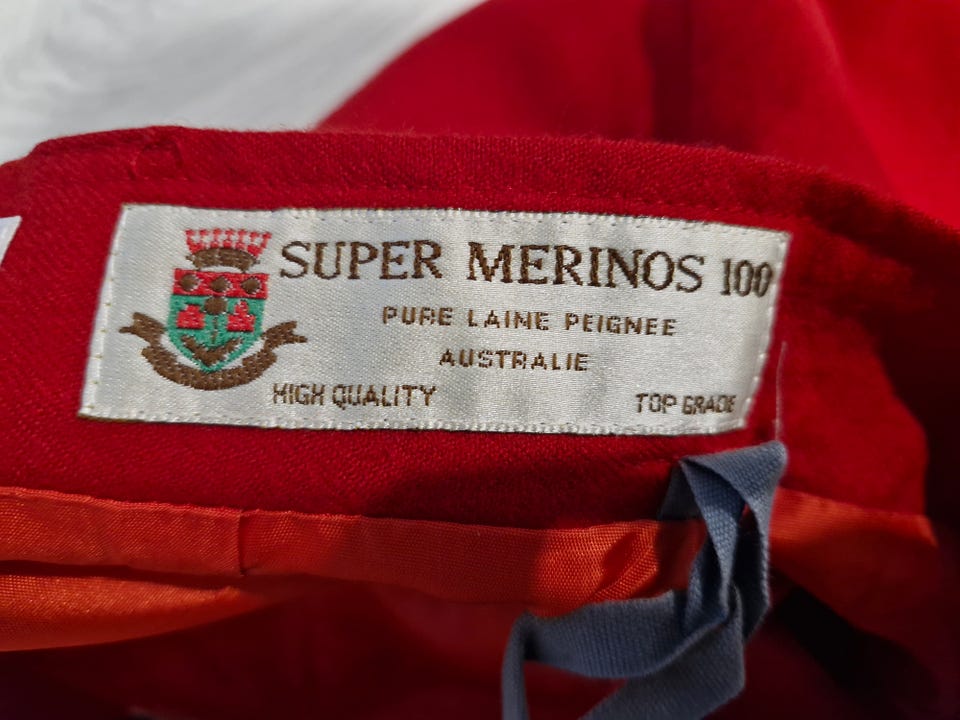 SUPER MERINOS 100
PURE LAINE PEIGNEE
AUSTRALIE
HIGH QUALITY TOP GRADE